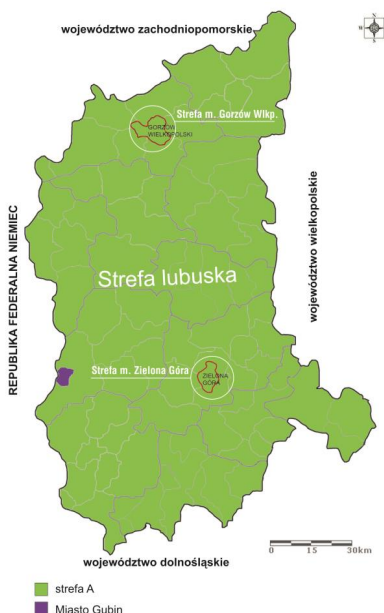 województwo zachodniopomorskie
N
W
E
S
Strefa m. Gorzów Wlkp.
GORZÓW
WIELKOPOLSKI
REPUBLIKA FEDERALNA NIEMIEC
województwo wielkopolskie
Strefa lubuska
Strefa m. Zielona Góra
ZIELONA
GÓRA
0 15 30km
województwo dolnośląskie
strefa A
Miasto Gubin